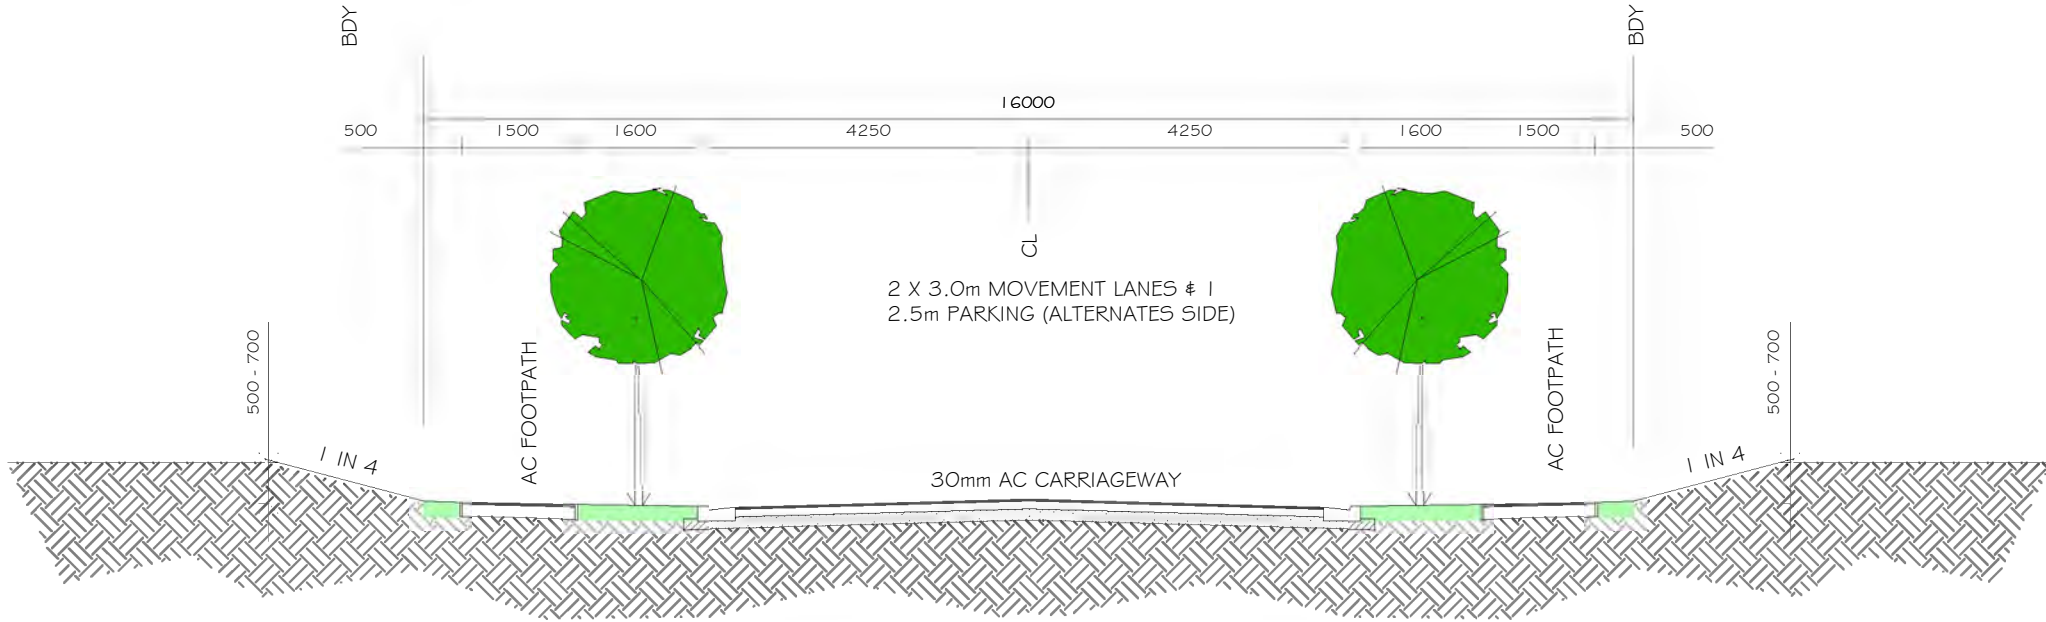 BDY
BDY
16000
500
1500
1600
4250
4250
1600
1500
500
CL
2 X 3.0m MOVEMENT LANES & 1
2.5m PARKING (ALTERNATES SIDE)
500 - 700
AC FOOTPATH
AC FOOTPATH
500 - 700
1 IN 4
1 IN 4
30mm AC CARRIAGEWAY